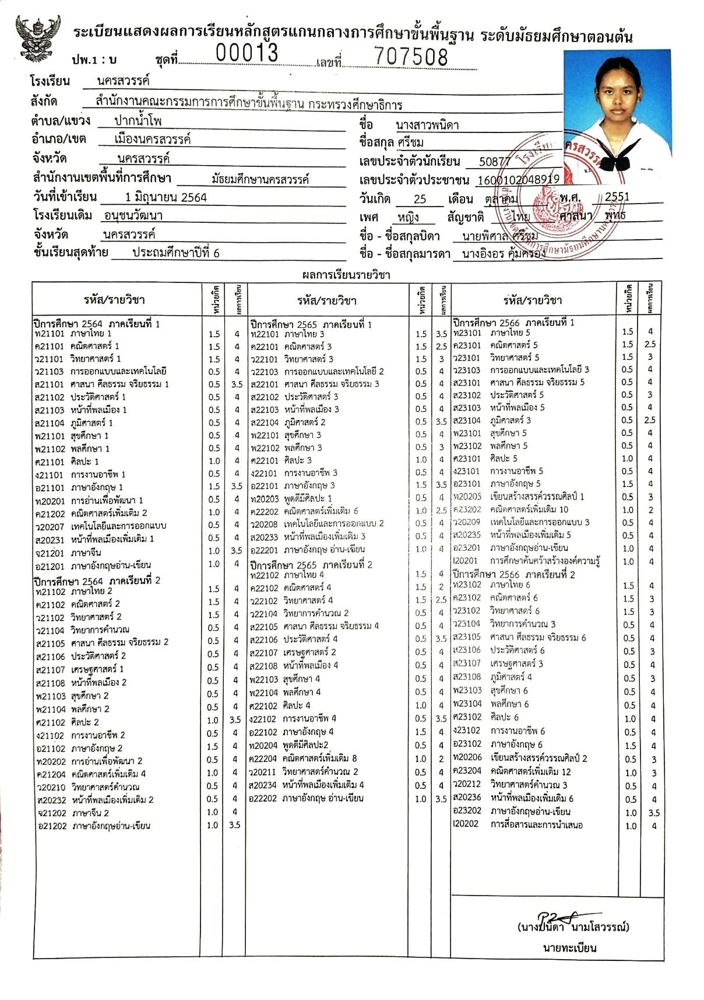 ระเบียนแสดงผลการเรียนหลักสูตรแกนกลางการศึกษาขั้นพื้นฐาน ระดับมัธยมศึกษาตอนต้น
ปพ.1 : บ ชุดที่ 00013 เลขที่ 707508
โรงเรียน นครสวรรค์
สังกัด สำนักงานคณะกรรมการการศึกษาขั้นพื้นฐาน กระทรวงศึกษาธิการ
ตำบล/แขวง ปากน้ำโพ
อำเภอ/เขต เมืองนครสวรรค์
จังหวัด นครสวรรค์
สำนักงานเขตพื้นที่การศึกษา มัธยมศึกษานครสวรรค์
วันที่เข้าเรียน 1 มิถุนายน 2564
โรงเรียนเดิม อนุชนวัฒนา
จังหวัด นครสวรรค์
ชั้นเรียนสุดท้าย ประถมศึกษาปีที่ 6
ชื่อ นางสาวพนิดา
ชื่อสกุล ศรีชม
เลขประจำตัวนักเรียน 50877
เลขประจำตัวประชาชน 1600102048919
วันเกิด 25 เดือน ตุลาคม พ.ศ. 2551
เพศ หญิง สัญชาติ ไทย ศาสนา พุทธ
ชื่อ - ชื่อสกุลบิดา นายพิศาล ศรีชม
ชื่อ - ชื่อสกุลมารดา นางอิงอร คุ้มครอง
ผลการเรียนรายวิชา
รหัส/รายวิชา หน่วยกิต ผลการเรียน
ปีการศึกษา 2564 ภาคเรียนที่ 1
ท21101 ภาษาไทย 1 1.5 4
ค21101 คณิตศาสตร์ 1 1.5 4
ว21101 วิทยาศาสตร์ 1 1.5 4
ว21103 การออกแบบและเทคโนโลยี 0.5 4
ส21101 ศาสนา ศีลธรรม จริยธรรม 1 0.5 3.5
ส21102 ประวัติศาสตร์ 1 0.5 4
ส21103 หน้าที่พลเมือง 1 0.5 4
ส21104 ภูมิศาสตร์ 1 0.5 4
พ21101 สุขศึกษา 1 0.5 4
พ21102 พลศึกษา 1 0.5 4
ศ21101 ศิลปะ 1 1.0 4
ง21101 การงานอาชีพ 1 0.5 4
อ21101 ภาษาอังกฤษ 1 1.5 3.5
ท20201 การอ่านเพื่อพัฒนา 1 0.5 4
ค21202 คณิตศาสตร์เพิ่มเติม 2 1.0 4
ว20207 เทคโนโลยีและการออกแบบ 0.5 4
ส20231 หน้าที่พลเมืองเพิ่มเติม 1 0.5 4
จ21201 ภาษาจีน 1.0 3.5
อ21201 ภาษาอังกฤษอ่าน-เขียน 1.0 4
ปีการศึกษา 2564 ภาคเรียนที่ 2
ท21102 ภาษาไทย 2 1.5 4
ค21102 คณิตศาสตร์ 2 1.5 4
ว21102 วิทยาศาสตร์ 2 1.5 4
ว21104 วิทยาการคำนวณ 0.5 4
ส21105 ศาสนา ศีลธรรม จริยธรรม 2 0.5 4
ส21106 ประวัติศาสตร์ 2 0.5 4
ส21107 เศรษฐศาสตร์ 1 0.5 4
ส21108 หน้าที่พลเมือง 2 0.5 4
พ21103 สุขศึกษา 2 0.5 4
พ21104 พลศึกษา 2 0.5 4
ศ21102 ศิลปะ 2 1.0 3.5
ง21102 การงานอาชีพ 2 0.5 4
อ21102 ภาษาอังกฤษ 2 1.5 4
ท20202 การอ่านเพื่อพัฒนา 2 0.5 4
ค21204 คณิตศาสตร์เพิ่มเติม 4 1.0 4
ว20210 วิทยาศาสตร์คำนวณ 0.5 4
ส20232 หน้าที่พลเมืองเพิ่มเติม 2 0.5 4
จ21202 ภาษาจีน 2 1.0 4
อ21202 ภาษาอังกฤษอ่าน-เขียน 1.0 3.5
รหัส/รายวิชา หน่วยกิต ผลการเรียน
ปีการศึกษา 2565 ภาคเรียนที่ 1
ท22101 ภาษาไทย 3 1.5 3.5
ค22101 คณิตศาสตร์ 3 1.5 2.5
ว22101 วิทยาศาสตร์ 3 1.5 3
ว22103 การออกแบบและเทคโนโลยี 2 0.5 4
ส22101 ศาสนา ศีลธรรม จริยธรรม 3 0.5 4
ส22102 ประวัติศาสตร์ 3 0.5 4
ส22103 หน้าที่พลเมือง 3 0.5 4
ส22104 ภูมิศาสตร์ 2 0.5 3.5
พ22101 สุขศึกษา 3 0.5 4
พ22102 พลศึกษา 3 0.5 3
ศ22101 ศิลปะ 3 1.0 4
ง22101 การงานอาชีพ 3 0.5 4
อ22101 ภาษาอังกฤษ 3 1.5 3.5
ท20203 พูดดีมีศิลปะ 1 0.5 4
ค22202 คณิตศาสตร์เพิ่มเติม 6 1.0 2.5
ว20208 เทคโนโลยีและการออกแบบ 2 0.5 4
ส20233 หน้าที่พลเมืองเพิ่มเติม 3 0.5 4
อ22201 ภาษาอังกฤษ อ่าน-เขียน 1.0 4
ปีการศึกษา 2565 ภาคเรียนที่ 2
ท22102 ภาษาไทย 4 1.5 4
ค22102 คณิตศาสตร์ 4 1.5 2
ว22102 วิทยาศาสตร์ 4 1.5 2.5
ว22104 วิทยาการคำนวณ 2 0.5 4
ส22105 ศาสนา ศีลธรรม จริยธรรม 4 0.5 4
ส22106 ประวัติศาสตร์ 4 0.5 3.5
ส22107 เศรษฐศาสตร์ 2 0.5 4
ส22108 หน้าที่พลเมือง 4 0.5 4
พ22103 สุขศึกษา 4 0.5 4
พ22104 พลศึกษา 4 0.5 4
ศ22102 ศิลปะ 4 1.0 4
ง22102 การงานอาชีพ 4 0.5 3.5
อ22102 ภาษาอังกฤษ 4 1.5 4
ท20204 พูดดีมีศิลปะ2 0.5 4
ค22204 คณิตศาสตร์เพิ่มเติม 8 1.0 2
ว20211 วิทยาศาสตร์คำนวณ 2 0.5 4
ส20234 หน้าที่พลเมืองเพิ่มเติม 4 0.5 4
อ22202 ภาษาอังกฤษ อ่าน-เขียน 1.0 3.5
รหัส/รายวิชา หน่วยกิต ผลการเรียน
ปีการศึกษา 2566 ภาคเรียนที่ 1
ท23101 ภาษาไทย 5 1.5 4
ค23101 คณิตศาสตร์ 5 1.5 2.5
ว23101 วิทยาศาสตร์ 5 1.5 3
ว23103 การออกแบบและเทคโนโลยี 3 0.5 4
ส23101 ศาสนา ศีลธรรม จริยธรรม 5 0.5 4
ส23102 ประวัติศาสตร์ 5 0.5 3
ส23103 หน้าที่พลเมือง 5 0.5 4
ส23104 ภูมิศาสตร์ 3 0.5 2.5
พ23101 สุขศึกษา 5 0.5 4
พ23102 พลศึกษา 5 0.5 4
ศ23101 ศิลปะ 5 1.0 4
ง23101 การงานอาชีพ 5 0.5 4
อ23101 ภาษาอังกฤษ 5 1.5 4
ท20205 เขียนสร้างสรรค์วรรณศิลป์ 1 0.5 3
ค23202 คณิตศาสตร์เพิ่มเติม 10 1.0 2
ว20209 เทคโนโลยีและการออกแบบ 3 0.5 4
ส20235 หน้าที่พลเมืองเพิ่มเติม 5 0.5 4
อ23201 ภาษาอังกฤษอ่าน-เขียน 1.0 4
I20201 การศึกษาค้นคว้าสร้างองค์ความรู้ 1.0 4
ปีการศึกษา 2566 ภาคเรียนที่ 2
ท23102 ภาษาไทย 6 1.5 4
ค23102 คณิตศาสตร์ 6 1.5 3
ว23102 วิทยาศาสตร์ 6 1.5 3
ว23104 วิทยาการคำนวณ 3 0.5 4
ส23105 ศาสนา ศีลธรรม จริยธรรม 6 0.5 4
ส23106 ประวัติศาสตร์ 6 0.5 3
ส23107 เศรษฐศาสตร์ 3 0.5 4
ส23108 ภูมิศาสตร์ 4 0.5 3
พ23103 สุขศึกษา 6 0.5 4
พ23104 พลศึกษา 6 0.5 4
ศ23102 ศิลปะ 6 1.0 4
ง23102 การงานอาชีพ 6 0.5 4
อ23102 ภาษาอังกฤษ 6 1.5 4
ท20206 เขียนสร้างสรรค์วรรณศิลป์ 2 0.5 3
ค23204 คณิตศาสตร์เพิ่มเติม 12 1.0 3
ว20212 วิทยาศาสตร์คำนวณ 3 0.5 4
ส20236 หน้าที่พลเมืองเพิ่มเติม 6 0.5 4
อ23202 ภาษาอังกฤษอ่าน-เขียน 1.0 3.5
I20202 การสื่อสารและการนำเสนอ 1.0 4
(นางปนิดา นามโสวรรณ์)
นายทะเบียน